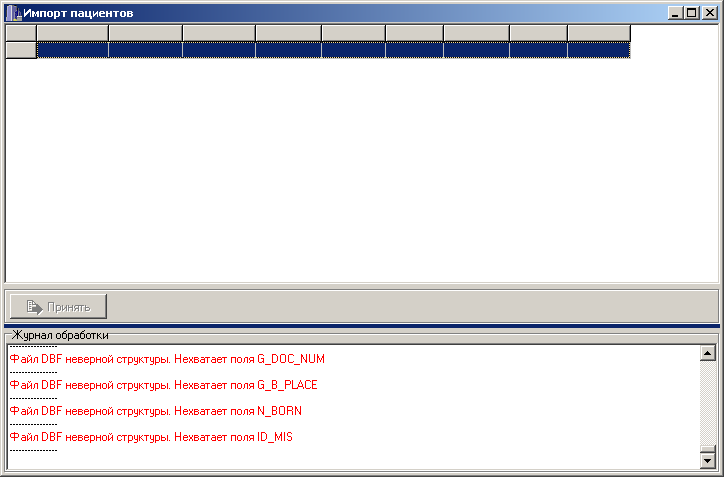 Импорт пациентов
Принять
Журнал обработки
---------------
Файл DBF неверной структуры. Нехватает поля G_DOC_NUM
---------------
Файл DBF неверной структуры. Нехватает поля G_B_PLACE
---------------
Файл DBF неверной структуры. Нехватает поля N_BORN
---------------
Файл DBF неверной структуры. Нехватает поля ID_MIS
---------------